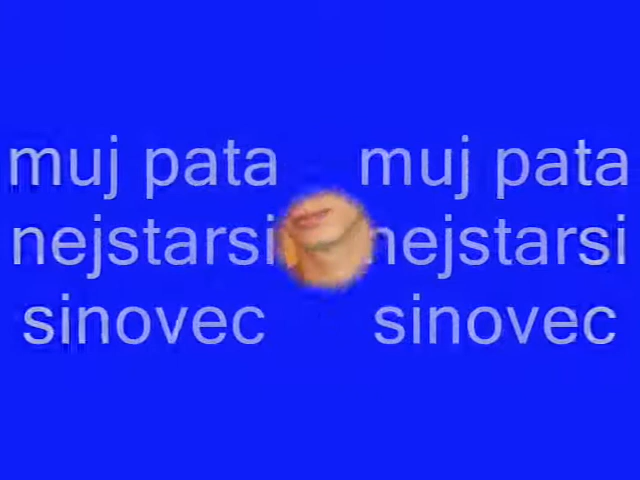 muj pata
nejstarsi
sinovec
muj pata
nejstarsi
sinovec